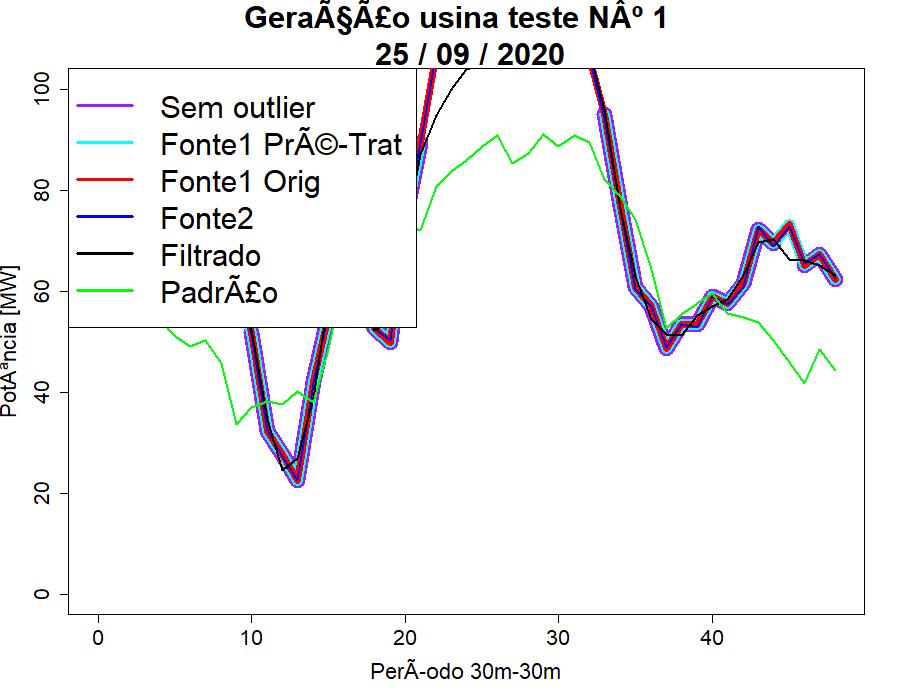 GeraÃ§Ã£o usina teste NÂº 1
25 / 09 / 2020
Sem outlier
Fonte1 PrÃ©-Trat
Fonte1 Orig
Fonte2
Filtrado
PadrÃ£o
PotÃªncia [MW]
100
80
60
40
20
0
0 10 20 30 40
PerÃ­-odo 30m-30m